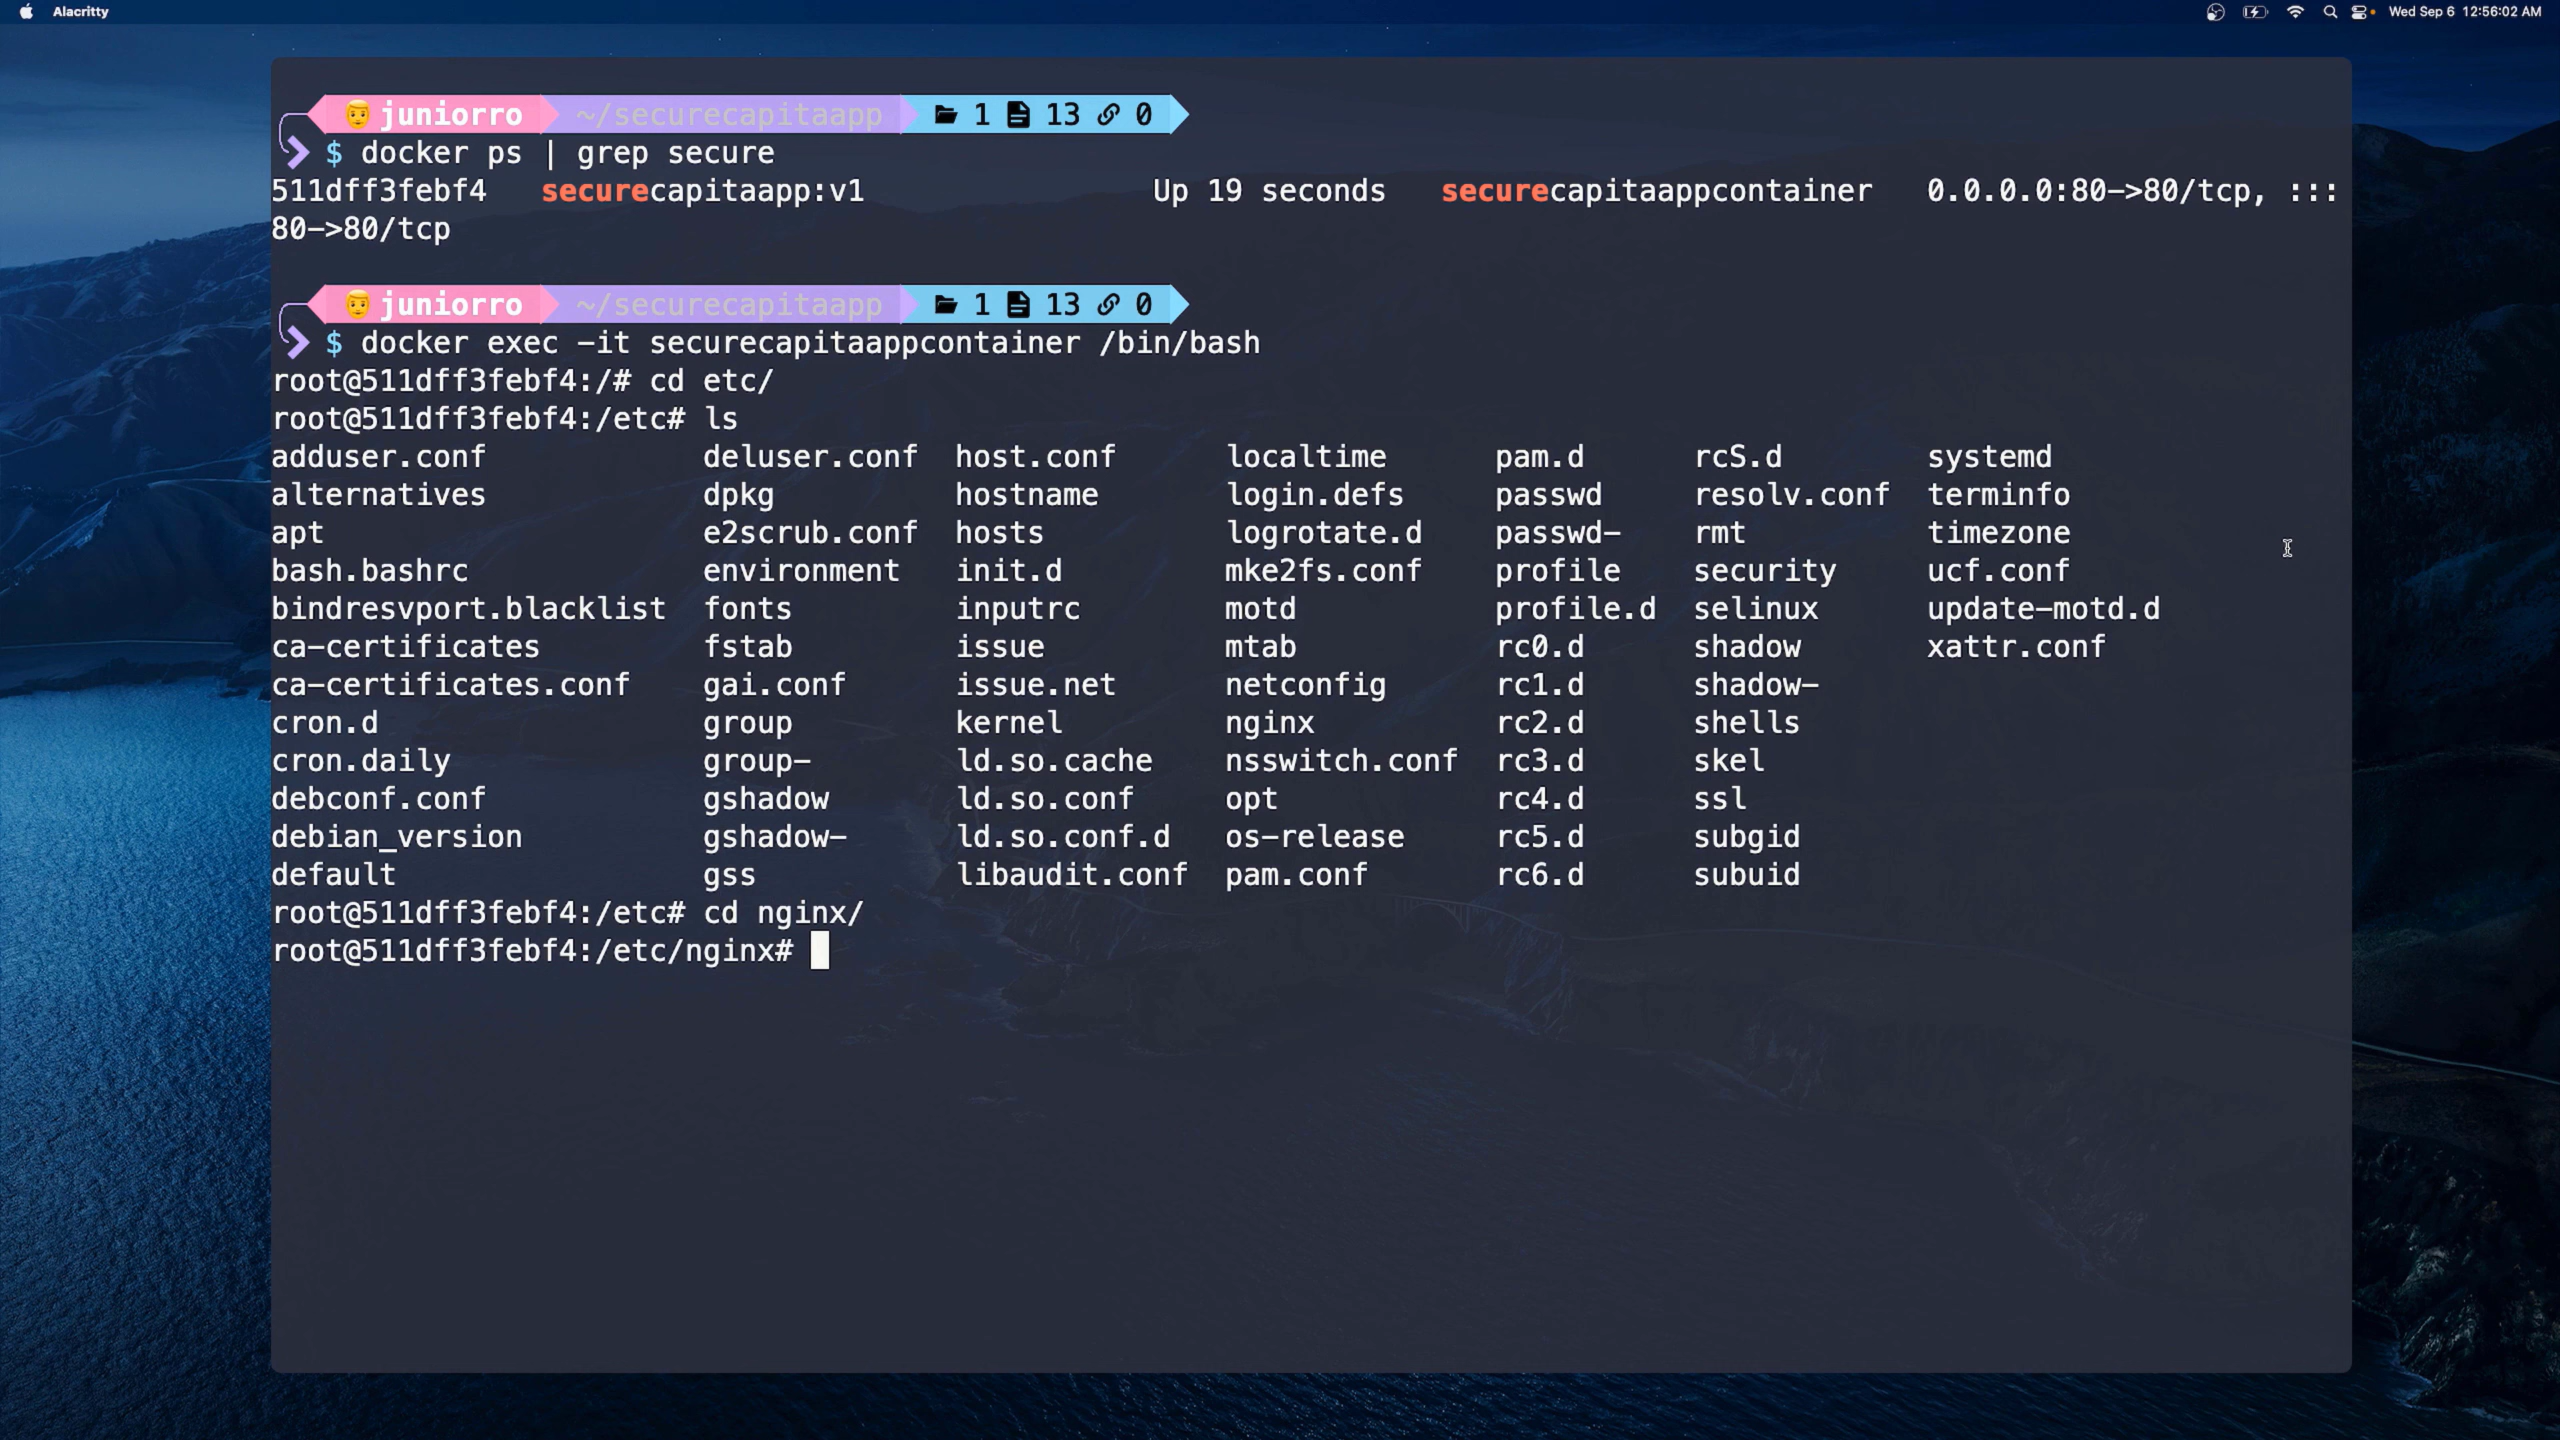 Alacritty Wed Sep 6 12:56:02 AM
juniorro ~/securecapitaapp 1 13 0
$ docker ps | grep secure
511dff3febf4 securecapitaapp:v1 Up 19 seconds securecapitaappcontainer 0.0.0.0:80->80/tcp, :::
80->80/tcp
juniorro ~/securecapitaapp 1 13 0
$ docker exec -it securecapitaappcontainer /bin/bash
root@511dff3febf4:/# cd etc/
root@511dff3febf4:/etc# ls
adduser.conf deluser.conf host.conf localtime pam.d rcS.d systemd
alternatives dpkg hostname login.defs passwd resolv.conf terminfo
apt e2scrub.conf hosts logrotate.d passwd- rmt timezone
bash.bashrc environment init.d mke2fs.conf profile security ucf.conf
bindresvport.blacklist fonts inputrc motd profile.d selinux update-motd.d
ca-certificates fstab issue mtab rc0.d shadow xattr.conf
ca-certificates.conf gai.conf issue.net netconfig rc1.d shadow-
cron.d group kernel nginx rc2.d shells
cron.daily group- ld.so.cache nsswitch.conf rc3.d skel
debconf.conf gshadow ld.so.conf opt rc4.d ssl
debian_version gshadow- ld.so.conf.d os-release rc5.d subgid
default gss libaudit.conf pam.conf rc6.d subuid
root@511dff3febf4:/etc# cd nginx/
root@511dff3febf4:/etc/nginx#